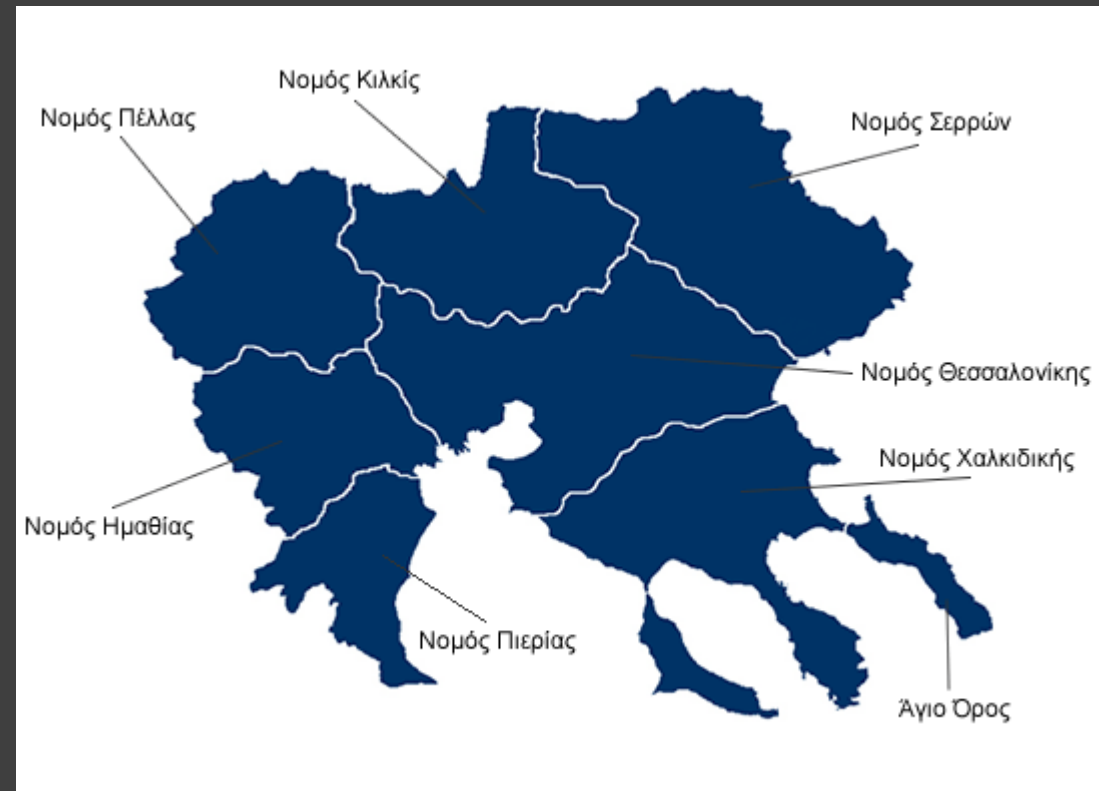 Νομός Κιλκίς
Νομός Πέλλας
Νομός Σερρών
Νομός Θεσσαλονίκης
Νομός Χαλκιδικής
Νομός Ημαθίας
Νομός Πιερίας
Άγιο Όρος